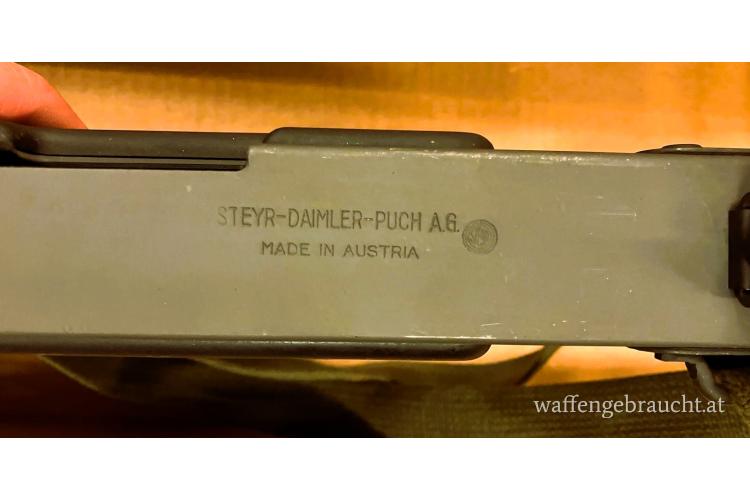 STEYR-DAIMLER-PUCH A.G.
MADE IN AUSTRIA
waffengebraucht.at